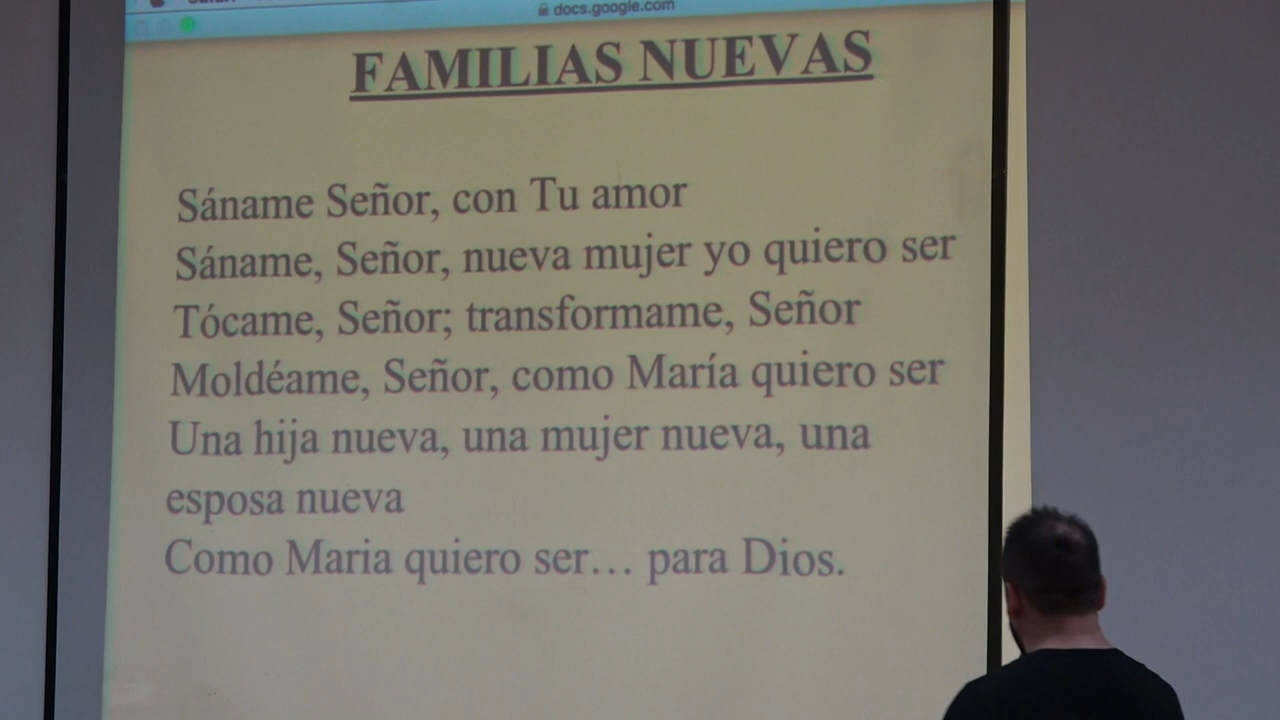 docs.google.com
FAMILIAS NUEVAS
Sáname Señor, con Tu amor
Sáname, Señor, nueva mujer yo quiero ser
Tócame, Señor; transformame, Señor
Moldéame, Señor, como María quiero ser
Una hija nueva, una mujer nueva, una
esposa nueva
Como Maria quiero ser… para Dios.